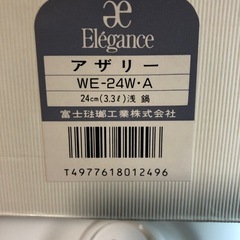 æ
Elégance
アザリー
WE-24W·A
24cm(3.3ℓ)浅鍋
富士琺瑯工業株式会社
T4977618012496